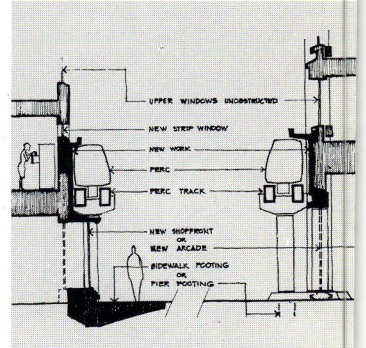 UPPER WINDOWS UNOBSTRUCTED
NEW STRIP WINDOW
NEW WORK
PERC
PERC TRACK
NEW SHOPFRONT
OR
NEW ARCADE
SIDEWALK FOOTING
OR
PIER FOOTING